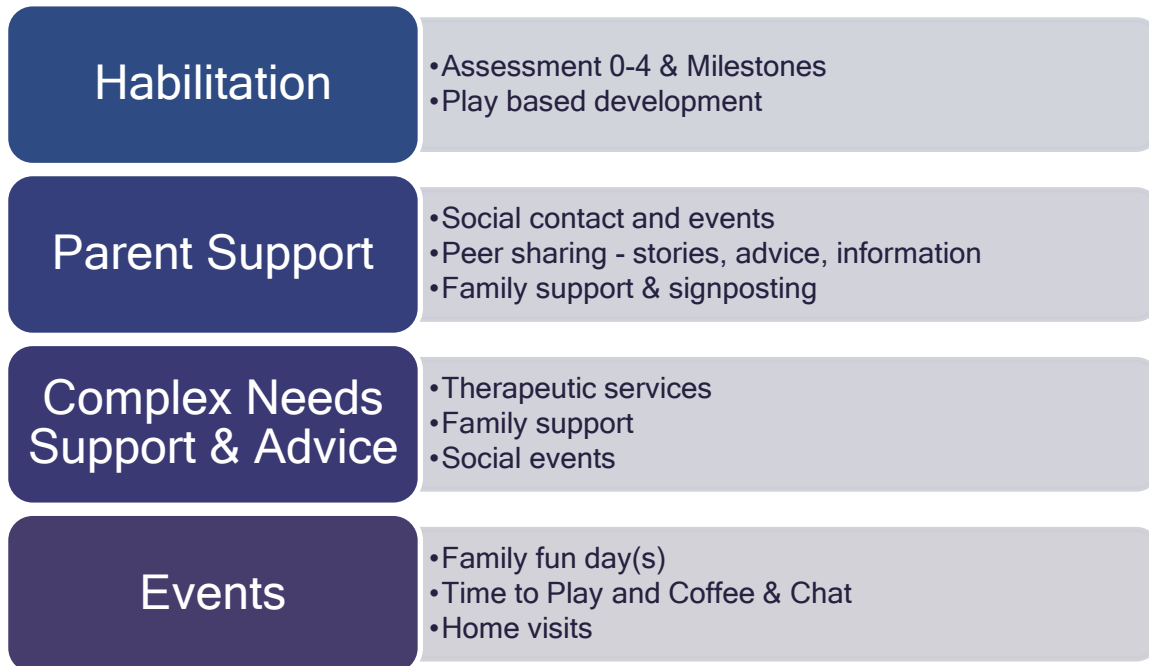 Habilitation
•Assessment 0-4 & Milestones
•Play based development
Parent Support
•Social contact and events
•Peer sharing - stories, advice, information
•Family support & signposting
Complex Needs
Support & Advice
•Therapeutic services
•Family support
•Social events
Events
•Family fun day(s)
•Time to Play and Coffee & Chat
•Home visits